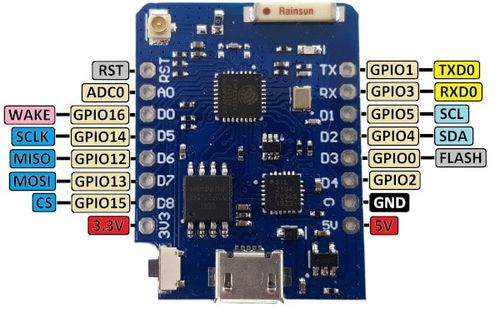 Rainsun
RST RST TX GPIO1 TXD0
ADC0 A0 RX GPIO3 RXD0
WAKE GPIO16 D0 D1 GPIO5 SCL
SCLK GPIO14 D5 D2 GPIO4 SDA
MISO GPIO12 D6 D3 GPIO0 FLASH
MOSI GPIO13 D7 D4 GPIO2
CS GPIO15 D8 G GND
3.3V 3V3 5V 5V